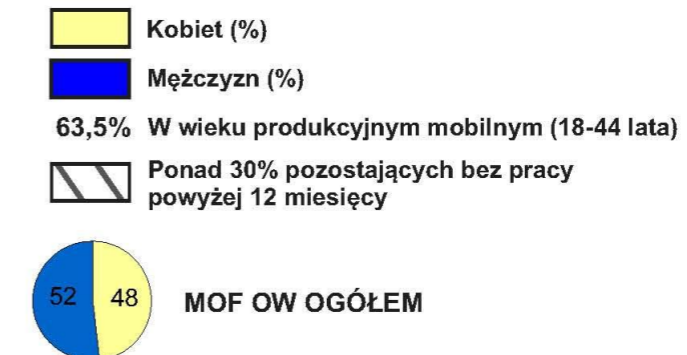 Kobiet (%)
Mężczyzn (%)
63,5% W wieku produkcyjnym mobilnym (18-44 lata)
Ponad 30% pozostających bez pracy
powyżej 12 miesięcy
52 48 MOF OW OGÓŁEM